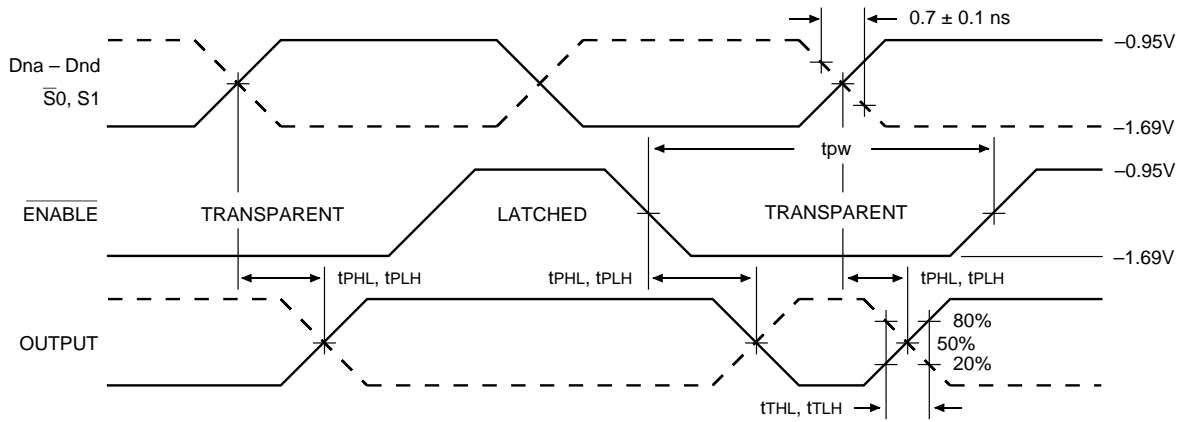 0.7 ± 0.1 ns
–0.95V
Dna – Dnd
S̅0, S1
–1.69V
tpw
–0.95V
E̅N̅A̅B̅L̅E̅
TRANSPARENT
LATCHED
TRANSPARENT
–1.69V
tPHL, tPLH
tPHL, tPLH
tPHL, tPLH
80%
OUTPUT
50%
20%
tTHL, tTLH